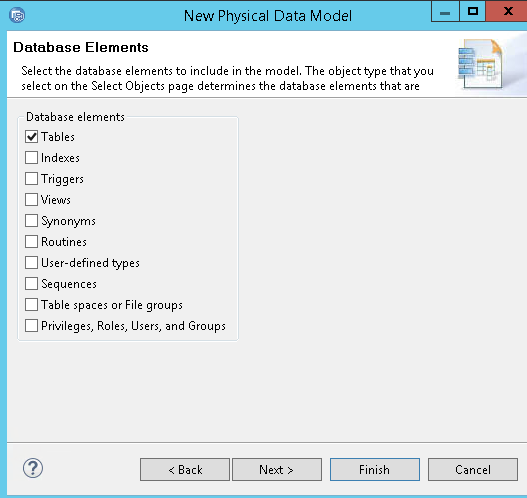 New Physical Data Model
Database Elements
Select the database elements to include in the model. The object type that you
select on the Select Objects page determines the database elements that are
Database elements
Tables
Indexes
Triggers
Views
Synonyms
Routines
User-defined types
Sequences
Table spaces or File groups
Privileges, Roles, Users, and Groups
? < Back Next > Finish Cancel